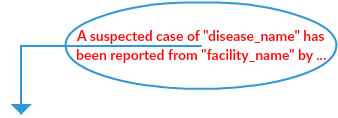 A suspected case of "disease_name" has
been reported from "facility_name" by ...